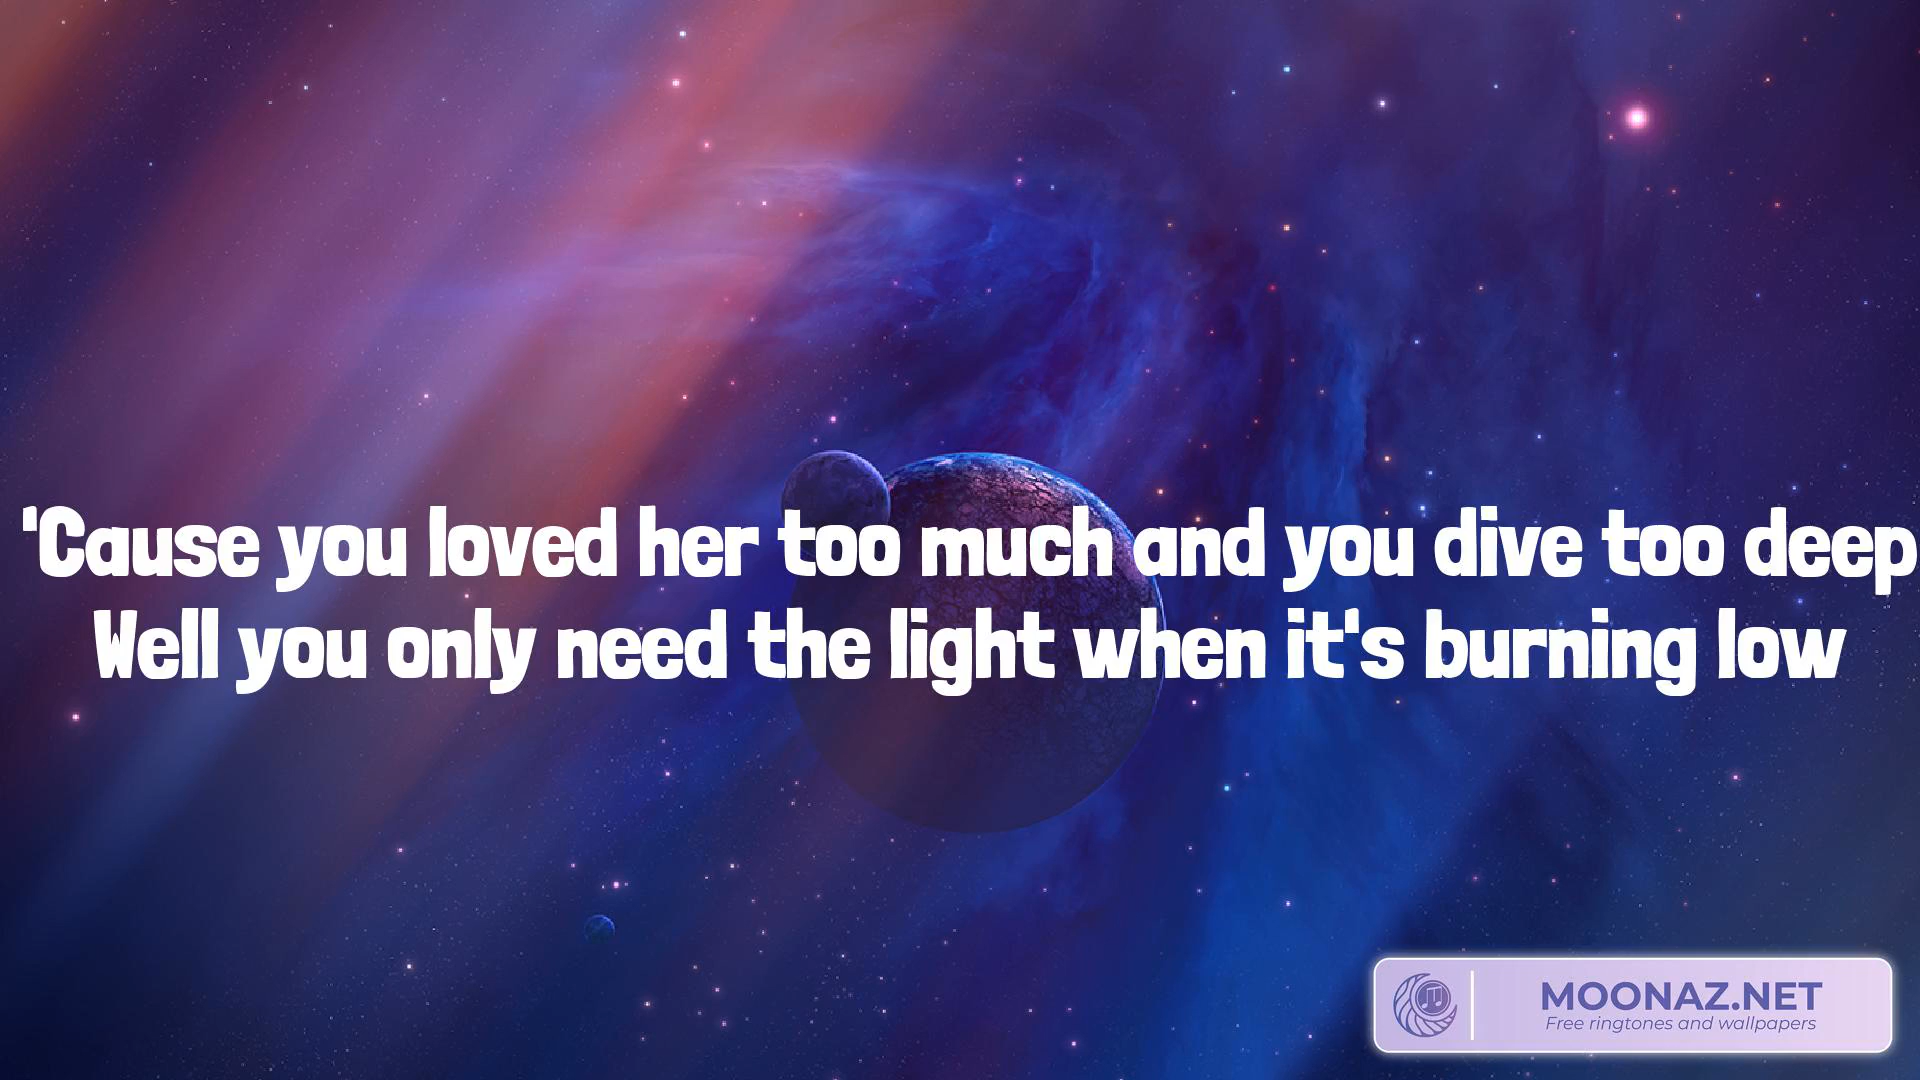 'Cause you loved her too much and you dive too deep
Well you only need the light when it's burning low
MOONAZ.NET
Free ringtones and wallpapers